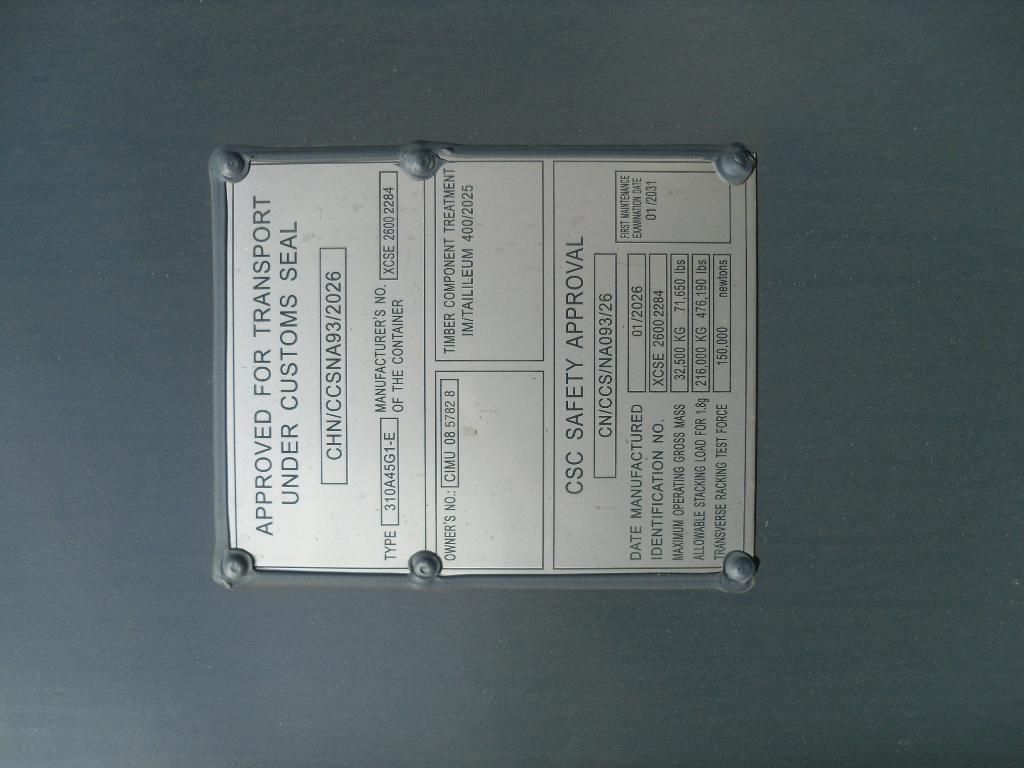 APPROVED FOR TRANSPORT
UNDER CUSTOMS SEAL
CHN/CCSNA93/2026
TYPE 310A45G1-E MANUFACTURER'S NO. OF THE CONTAINER XCSE 2600 2284
OWNER'S NO.: CIMU 08 5782 8
TIMBER COMPONENT TREATMENT
IM/TAILILEUM 400/2025
CSC SAFETY APPROVAL
CN/CCS/NA093/26
DATE MANUFACTURED 01/2026
IDENTIFICATION NO. XCSE 2600 2284
MAXIMUM OPERATING GROSS MASS 32,500 KG 71,650 lbs
ALLOWABLE STACKING LOAD FOR 1.8g 216,000 KG 476,190 lbs
TRANSVERSE RACKING TEST FORCE 150,000 newtons
FIRST MAINTENANCE
EXAMINATION DATE
01/2031